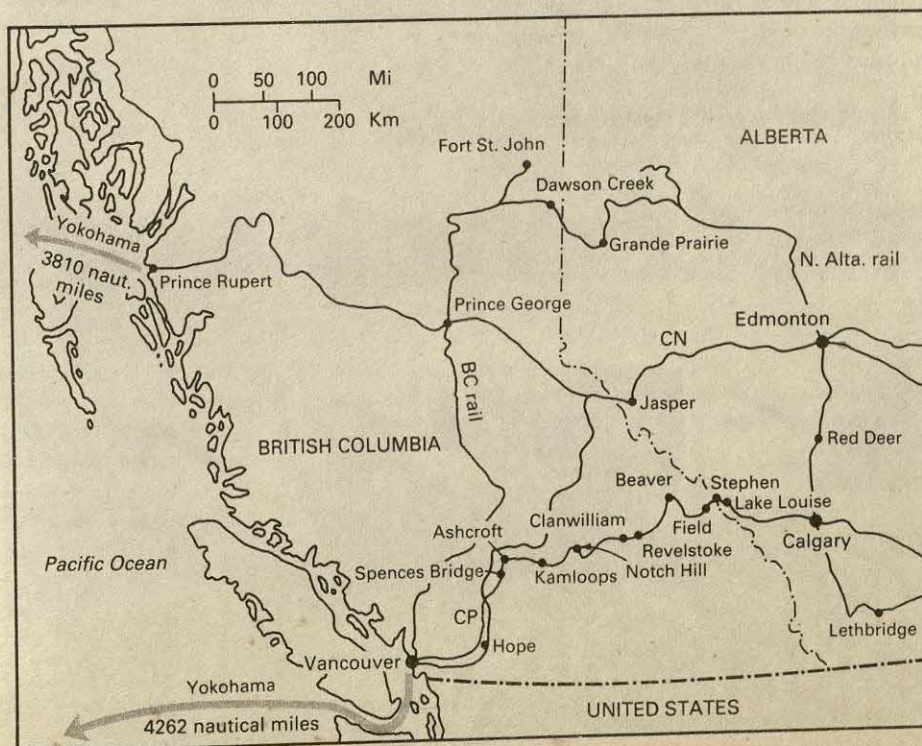 0 50 100 Mi
0 100 200 Km
ALBERTA
Fort St. John
Dawson Creek
Grande Prairie
N. Alta. rail
Yokohama
3810 naut.
miles
Prince Rupert
Prince George
Edmonton
CN
BC rail
Jasper
BRITISH COLUMBIA
Red Deer
Beaver
Stephen
Lake Louise
Clanwilliam
Field
Ashcroft
Revelstoke
Calgary
Pacific Ocean
Spences Bridge
Kamloops
Notch Hill
CP
Hope
Lethbridge
Vancouver
Yokohama
4262 nautical miles
UNITED STATES